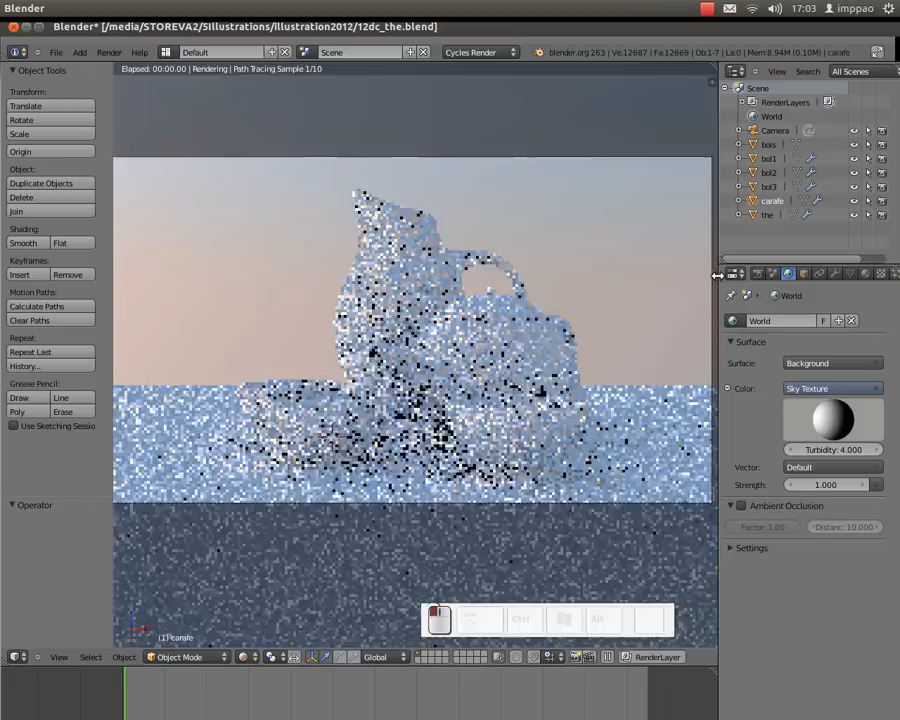 Blender
17:03 imppao
Blender* [/media/STOREVA2/5Illustrations/illustration2012/12dc_the.blend]
File Add Render Help Default Scene Cycles Render blender.org 263 | Ve:12687 | Fa:12669 | Ob:1-7 | La:0 | Mem:8.94M (0.10M) | carafe
Object Tools
Elapsed: 00:00.00 | Rendering | Path Tracing Sample 1/10
View Search All Scenes
Transform:
Translate
Rotate
Scale
Origin
Object:
Duplicate Objects
Delete
Join
Shading:
Smooth Flat
Keyframes:
Insert Remove
Motion Paths:
Calculate Paths
Clear Paths
Repeat:
Repeat Last
History...
Grease Pencil:
Draw Line
Poly Erase
Use Sketching Sessio
Operator
Scene
RenderLayers
World
Camera
bois
bol1
bol2
bol3
carafe
the
World
World F
Surface
Surface: Background
Color: Sky Texture
Turbidity: 4.000
Vector: Default
Strength: 1.000
Ambient Occlusion
Factor: 1.00 Distanc: 10.000
Settings
Ctrl Alt
(1) carafe
View Select Object Object Mode Global RenderLayer